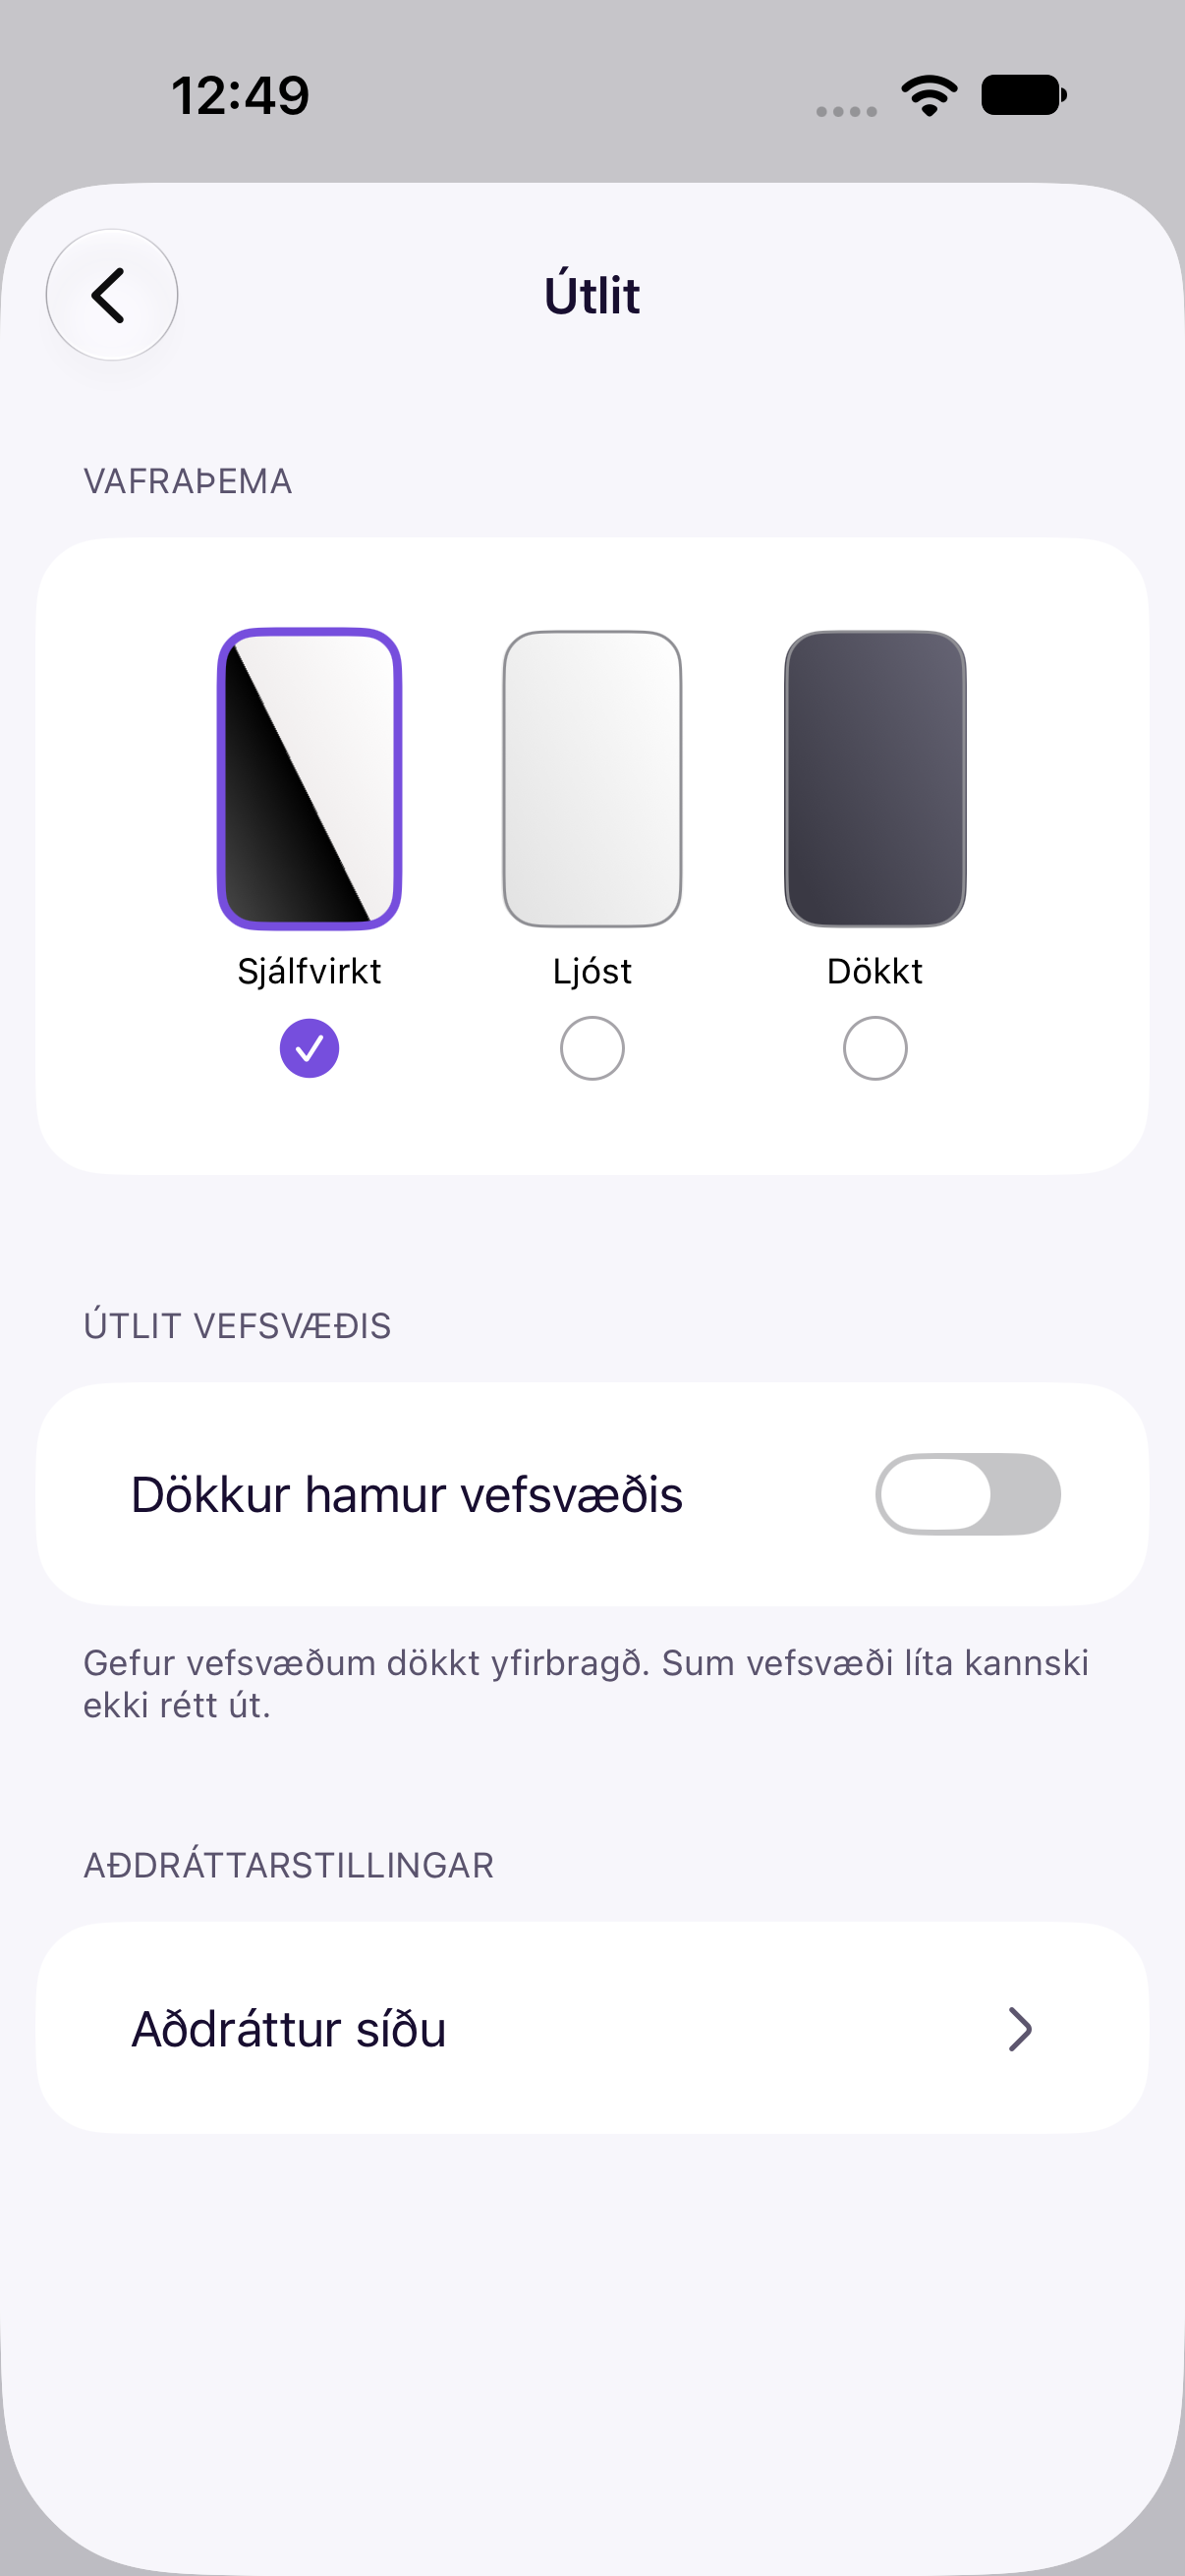 12:49
Útlit
VAFRAÞEMA
Sjálfvirkt
Ljóst
Dökkt
ÚTLIT VEFSVÆÐIS
Dökkur hamur vefsvæðis
Gefur vefsvæðum dökkt yfirbragð. Sum vefsvæði líta kannski
ekki rétt út.
AÐDRÁTTARSTILLINGAR
Aðdráttur síðu